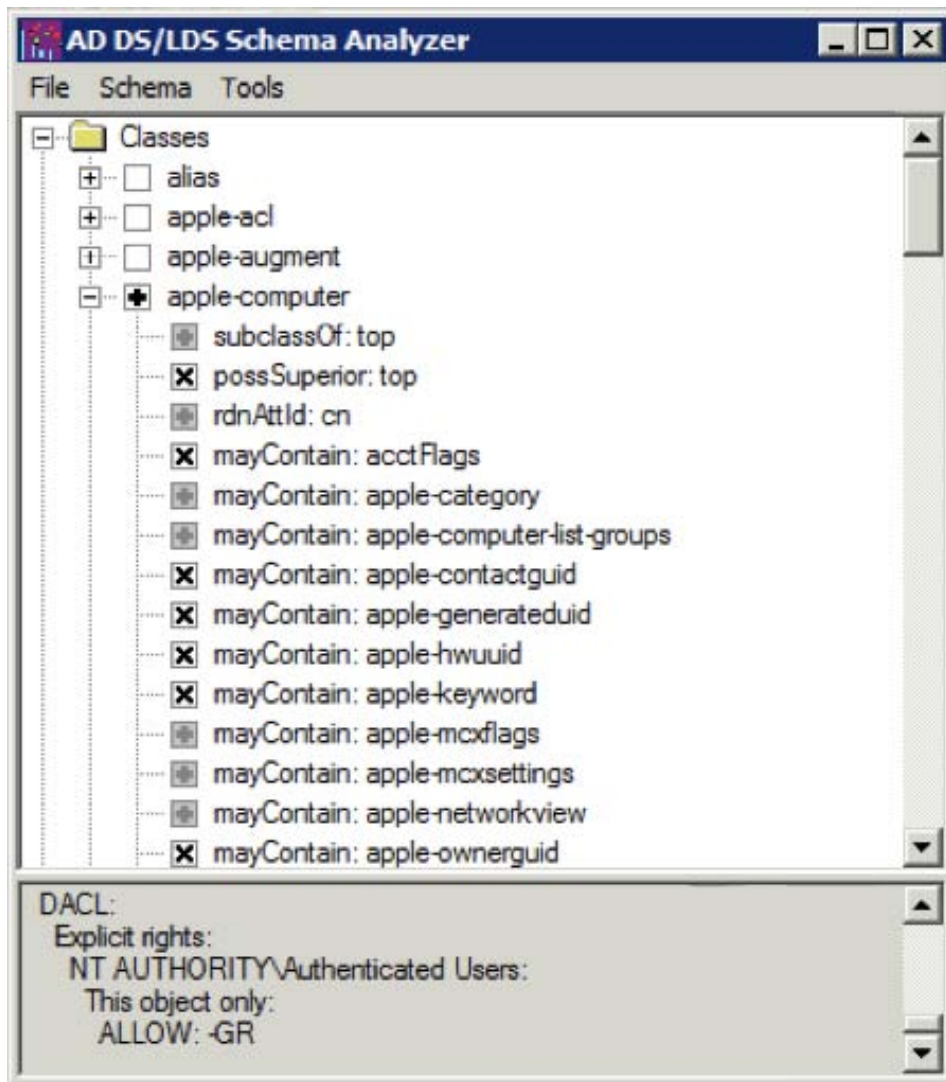 AD DS/LDS Schema Analyzer
File Schema Tools
Classes
alias
apple-acl
apple-augment
apple-computer
subclassOf: top
possSuperior: top
rdnAttId: cn
mayContain: acctFlags
mayContain: apple-category
mayContain: apple-computer-list-groups
mayContain: apple-contactguid
mayContain: apple-generateduid
mayContain: apple-hwuuid
mayContain: apple-keyword
mayContain: apple-mcxflags
mayContain: apple-mcxsettings
mayContain: apple-networkview
mayContain: apple-ownerguid
DACL:
Explicit rights:
NT AUTHORITY\Authenticated Users:
This object only:
ALLOW: -GR